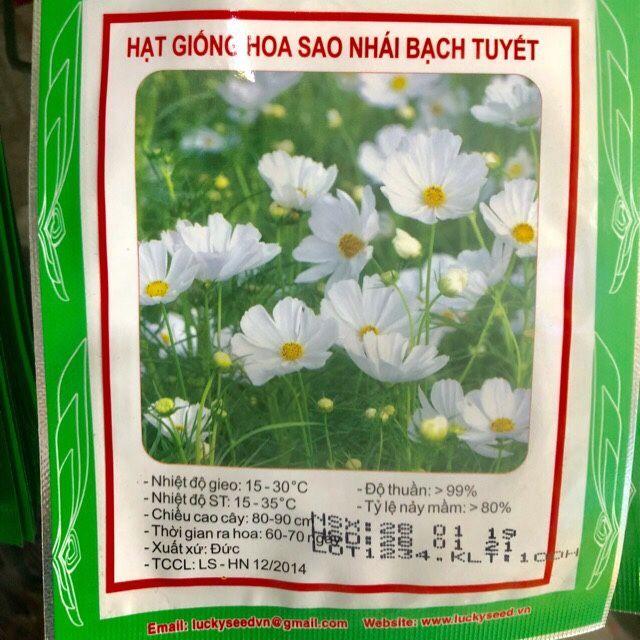 HẠT GIỐNG HOA SAO NHÁI BẠCH TUYẾT
- Nhiệt độ gieo: 15 - 30°C
- Nhiệt độ ST: 15 - 35°C
- Chiều cao cây: 80-90 cm
- Thời gian ra hoa: 60-70 ngày
- Xuất xứ: Đức
- TCCL: LS - HN 12/2014
- Độ thuần: > 99%
- Tỷ lệ nảy mầm: > 80%
NSX: 28 01 19
28 01 21
LOT1234.KLT:100H
Email: luckyseedvn@gmail.com Website: www.luckyseed.vn